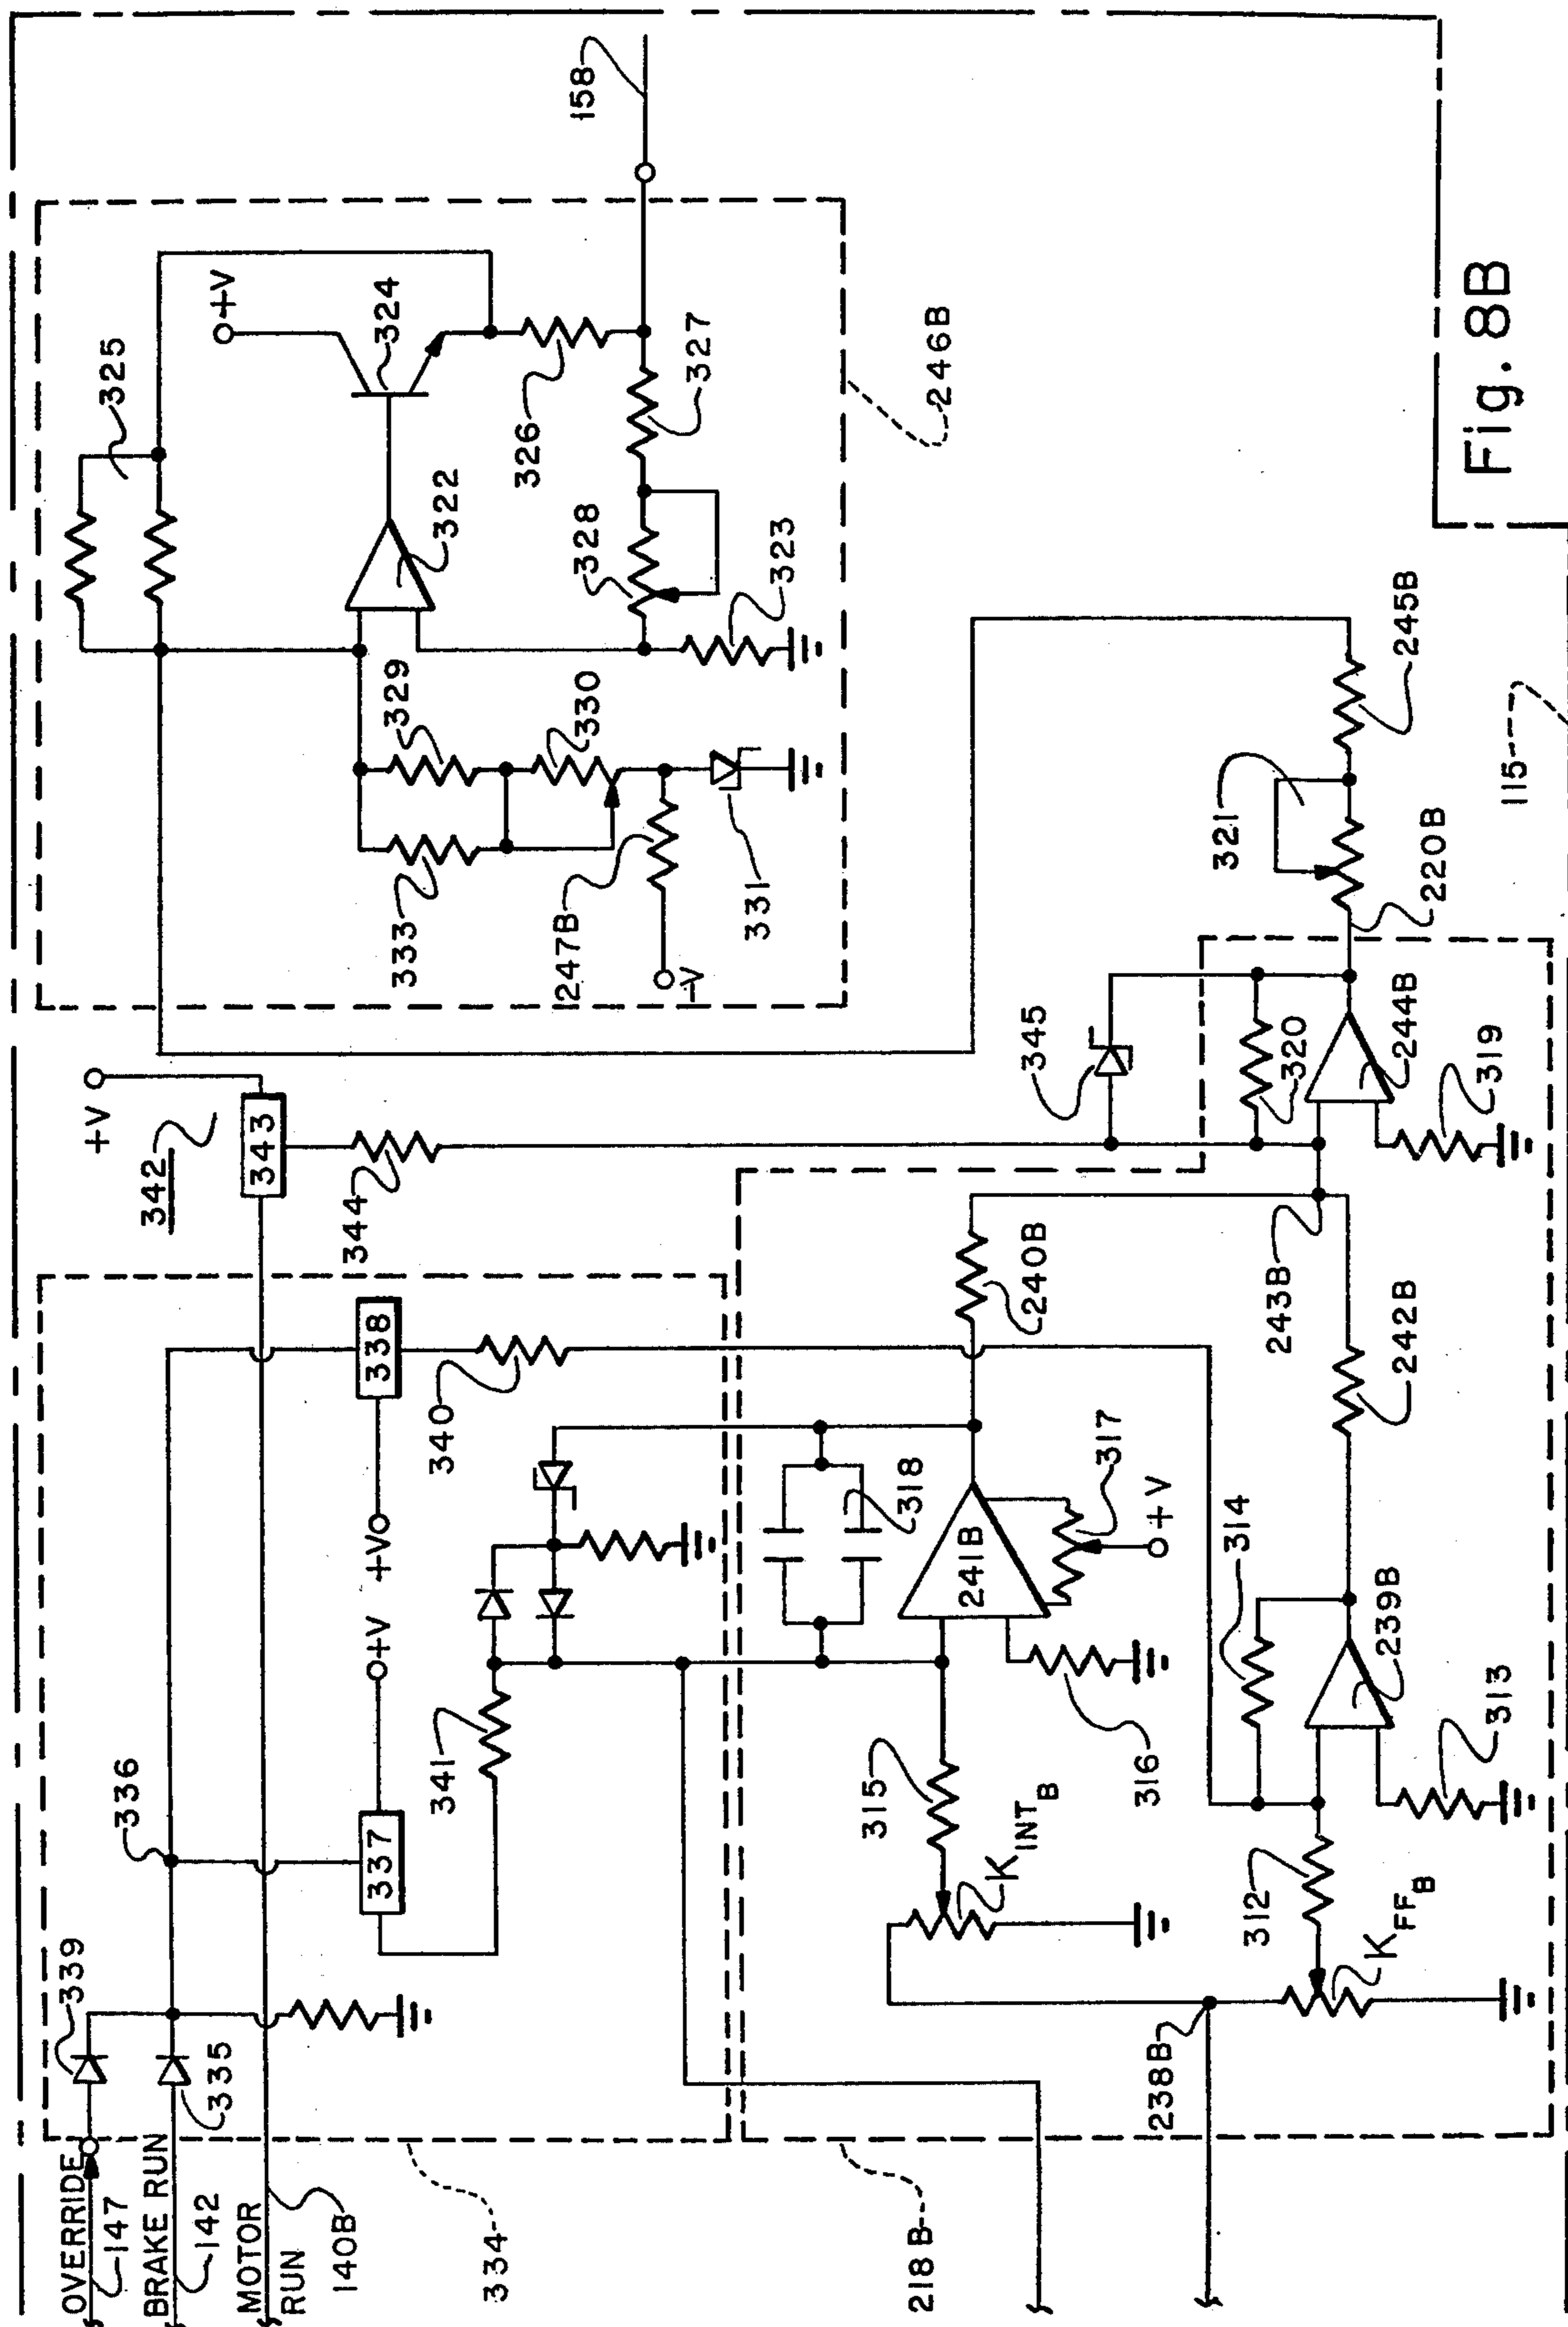 OVERRIDE
147
BRAKE RUN
142
MOTOR
RUN
140B
339
335
336
337
+V
+V
338
341
340
334
342
343
+V
344
345
325
+V
324
322
326
327
328
323
329
330
333
247B
-V
331
158
246B
318
241B
317
+V
315
316
K INT B
240B
243B
242B
314
239B
313
312
K FF B
238B
218B
320
244B
319
220B
321
245B
115
Fig. 8B